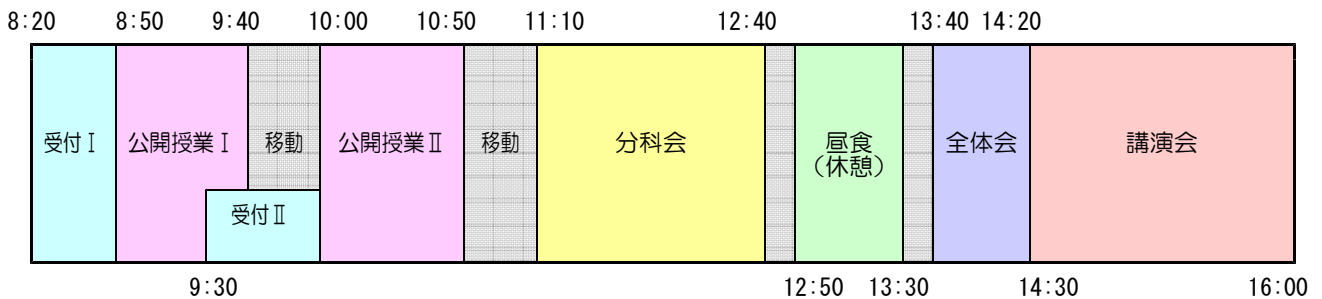 8:20 8:50 9:40 10:00 10:50 11:10 12:40 13:40 14:20
受付Ⅰ 公開授業Ⅰ 移動 公開授業Ⅱ 移動 分科会 昼食 全体会 講演会
（休憩）
受付Ⅱ
9:30 12:50 13:30 14:30 16:00